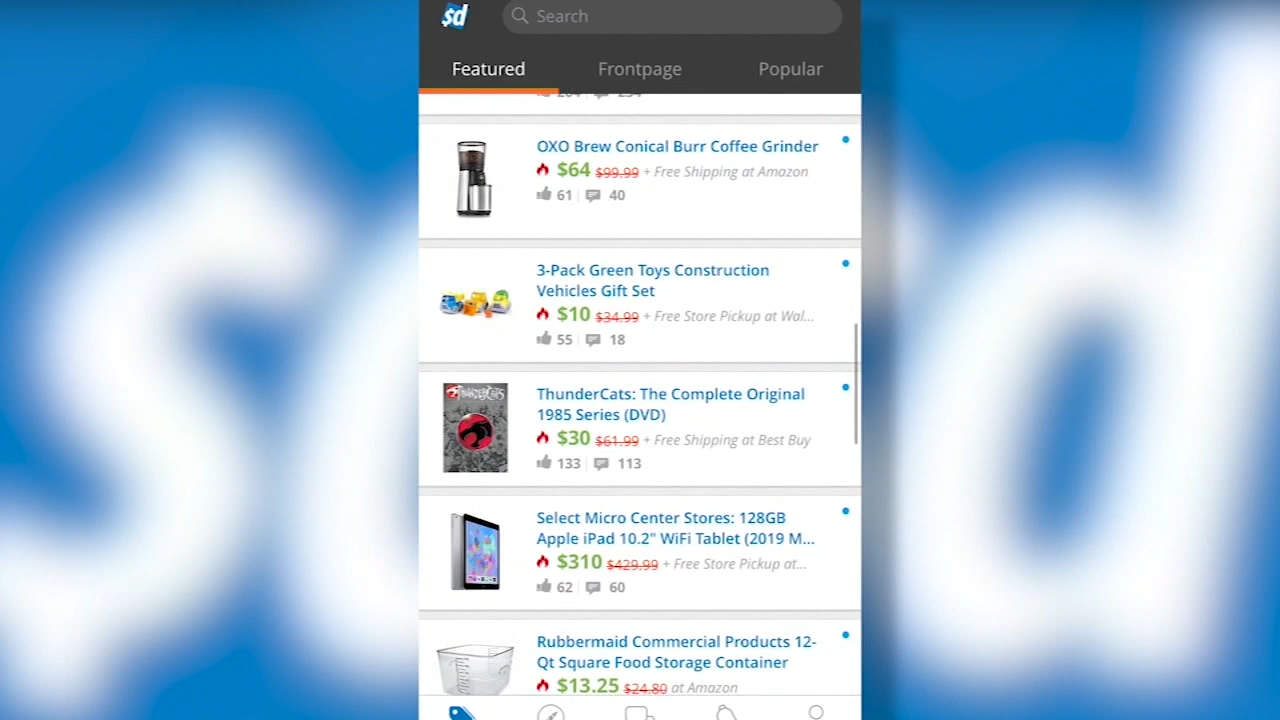 $d
Search
Featured
Frontpage
Popular
OXO Brew Conical Burr Coffee Grinder
$64 $99.99 + Free Shipping at Amazon
61 40
3-Pack Green Toys Construction
Vehicles Gift Set
$10 $34.99 + Free Store Pickup at Wal...
55 18
THUNDERCATS
ThunderCats: The Complete Original
1985 Series (DVD)
$30 $61.99 + Free Shipping at Best Buy
133 113
Select Micro Center Stores: 128GB
Apple iPad 10.2" WiFi Tablet (2019 M...
$310 $429.99 + Free Store Pickup at...
62 60
Rubbermaid Commercial Products 12-
Qt Square Food Storage Container
$13.25 $24.80 at Amazon